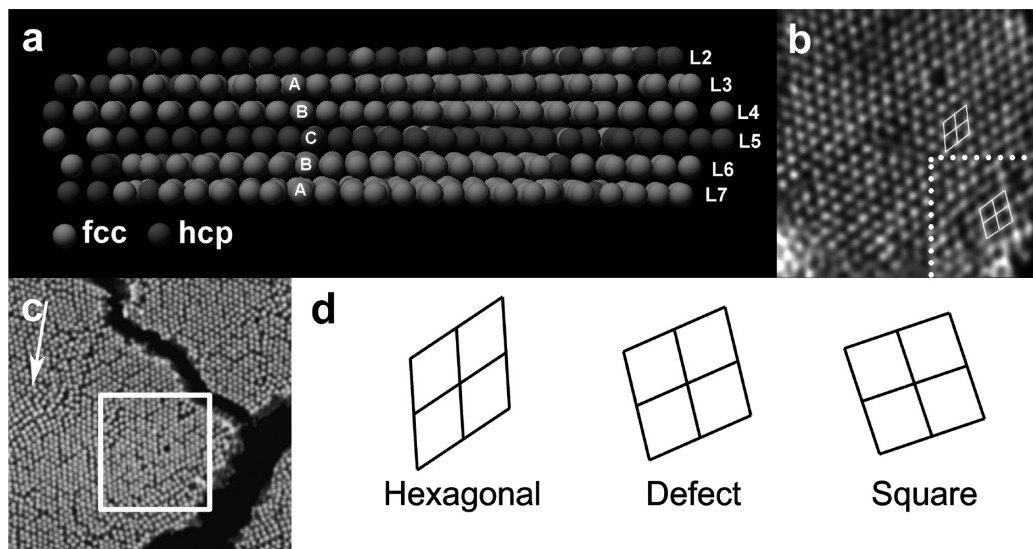 a
L2
A L3
B L4
C L5
B L6
A L7
fcc hcp
b
c
d
Hexagonal Defect Square